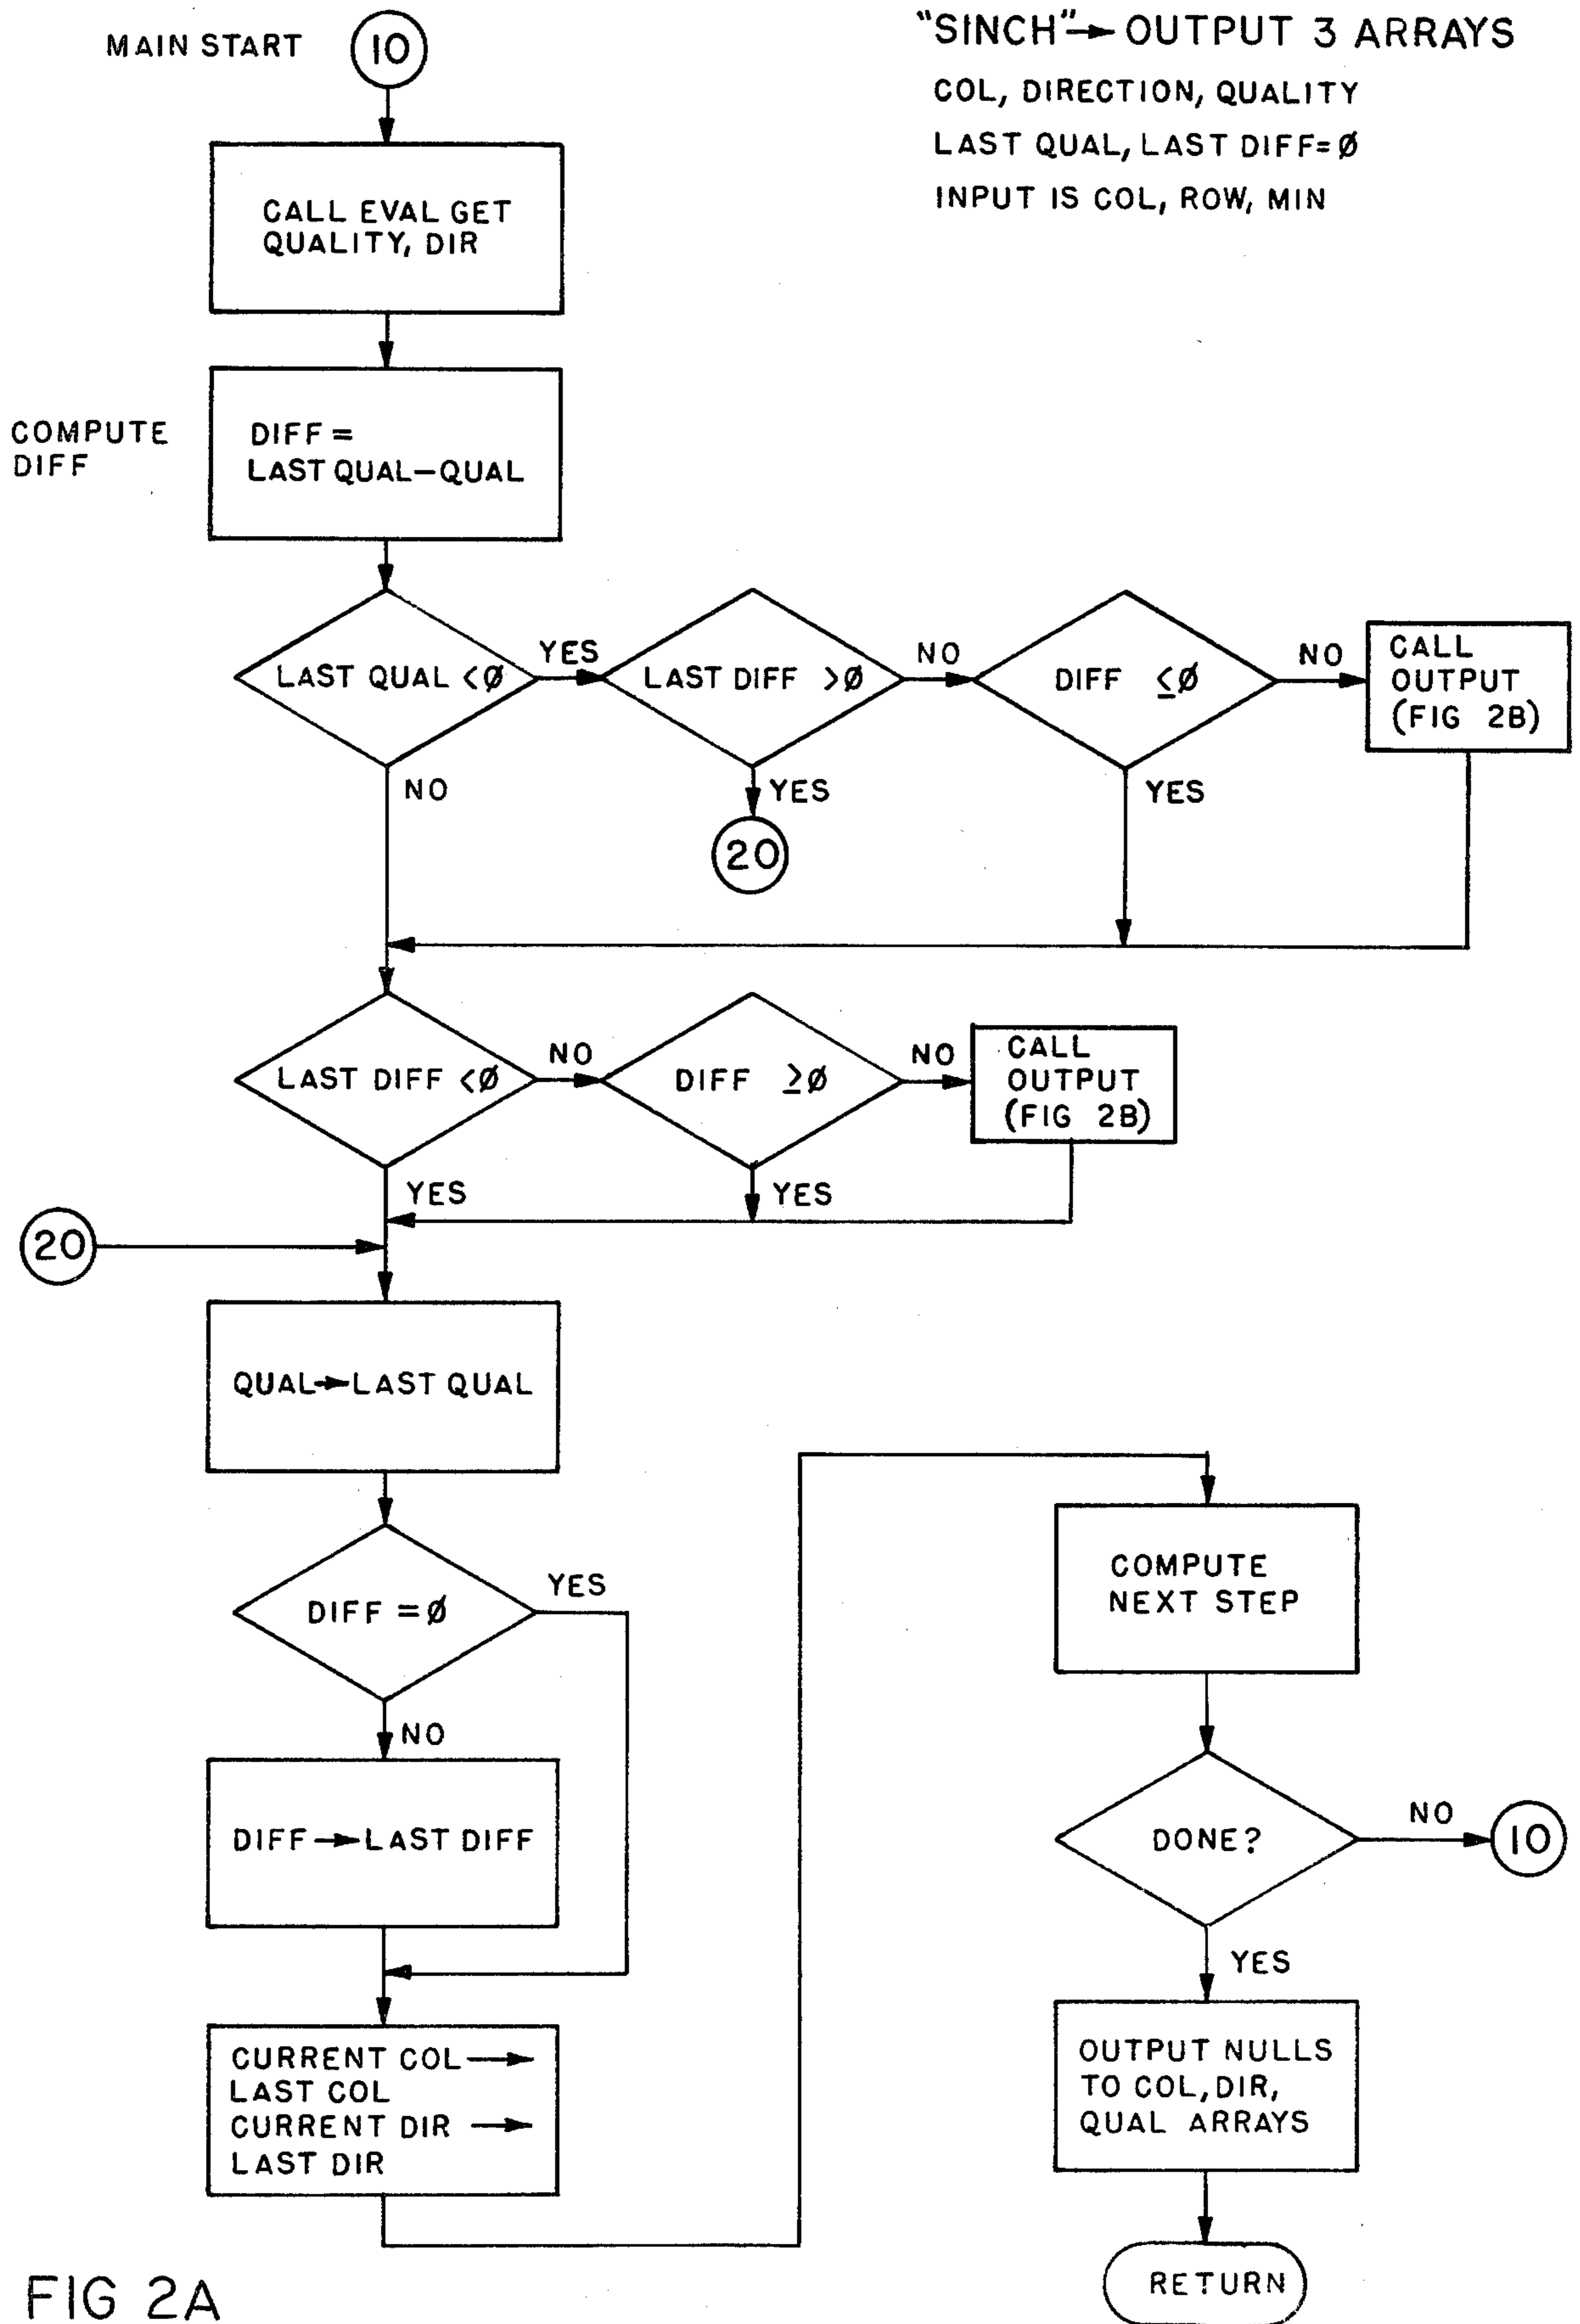 MAIN START
10
"SINCH"→OUTPUT 3 ARRAYS
COL, DIRECTION, QUALITY
LAST QUAL, LAST DIFF=Ø
INPUT IS COL, ROW, MIN
CALL EVAL GET
QUALITY, DIR
COMPUTE
DIFF
DIFF =
LAST QUAL–QUAL
LAST QUAL <Ø
YES
LAST DIFF >Ø
NO
DIFF ≤Ø
NO
CALL
OUTPUT
(FIG 2B)
NO
YES
YES
20
LAST DIFF <Ø
NO
DIFF ≥Ø
NO
CALL
OUTPUT
(FIG 2B)
YES
YES
20
QUAL→LAST QUAL
DIFF =Ø
YES
NO
DIFF→LAST DIFF
CURRENT COL→
LAST COL
CURRENT DIR →
LAST DIR
COMPUTE
NEXT STEP
DONE?
NO
10
YES
OUTPUT NULLS
TO COL, DIR,
QUAL ARRAYS
RETURN
FIG 2A